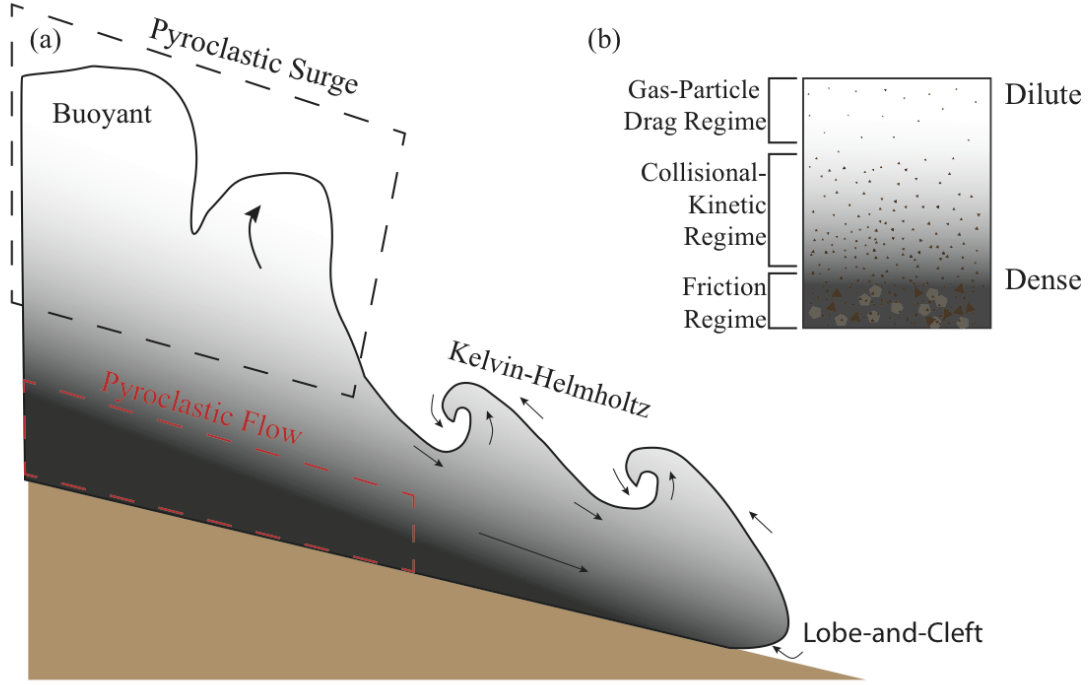 (a)
Pyroclastic Surge
Buoyant
Pyroclastic Flow
Kelvin-Helmholtz
Lobe-and-Cleft
(b)
Gas-Particle
Drag Regime
Dilute
Collisional-
Kinetic
Regime
Friction
Regime
Dense